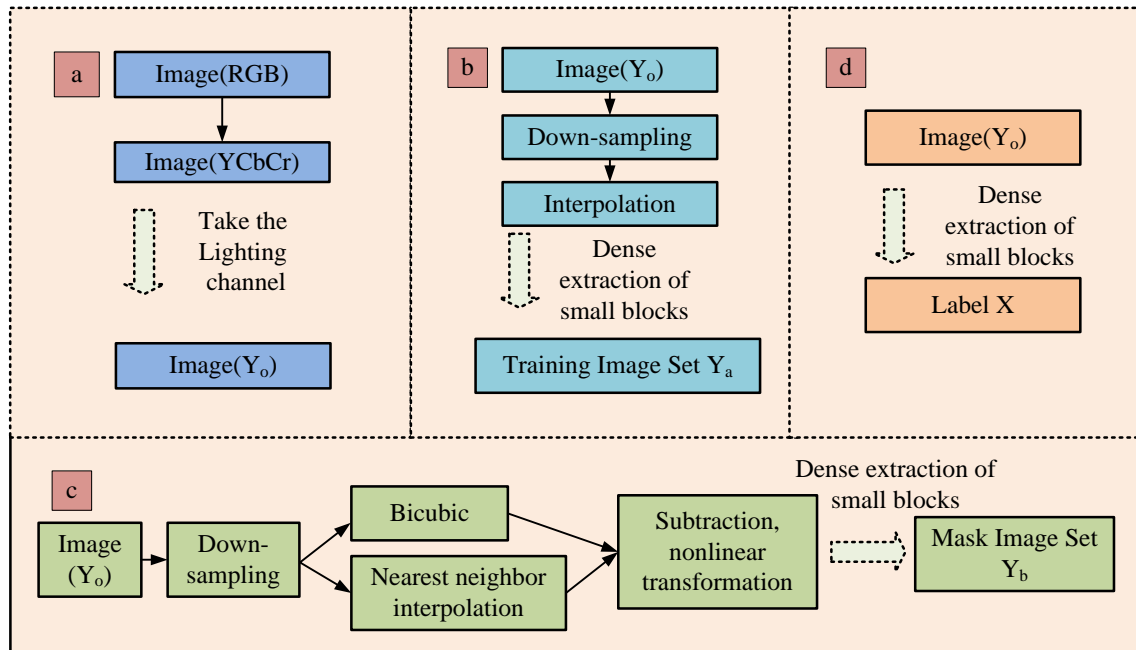 a
Image(RGB)
Image(YCbCr)
Take the
Lighting
channel
Image(Yₒ)
b
Image(Yₒ)
Down-sampling
Interpolation
Dense
extraction of
small blocks
Training Image Set Yₐ
d
Image(Yₒ)
Dense
extraction of
small blocks
Label X
c
Image
(Yₒ)
Down-
sampling
Bicubic
Nearest neighbor
interpolation
Subtraction,
nonlinear
transformation
Dense extraction of
small blocks
Mask Image Set
Y_b